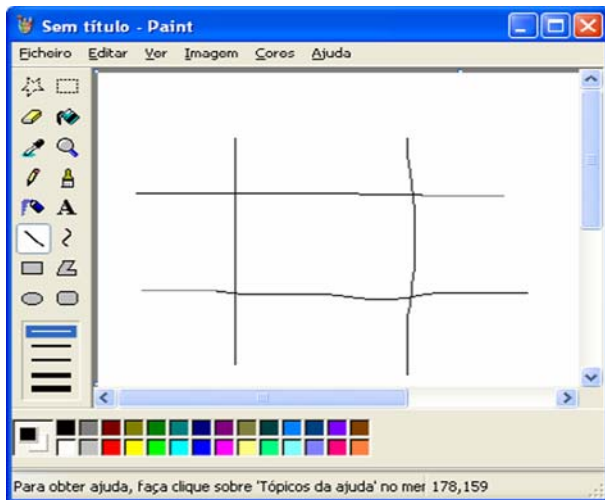 Sem título - Paint
Ficheiro Editar Ver Imagem Cores Ajuda
A
Para obter ajuda, faça clique sobre 'Tópicos da ajuda' no mer 178,159